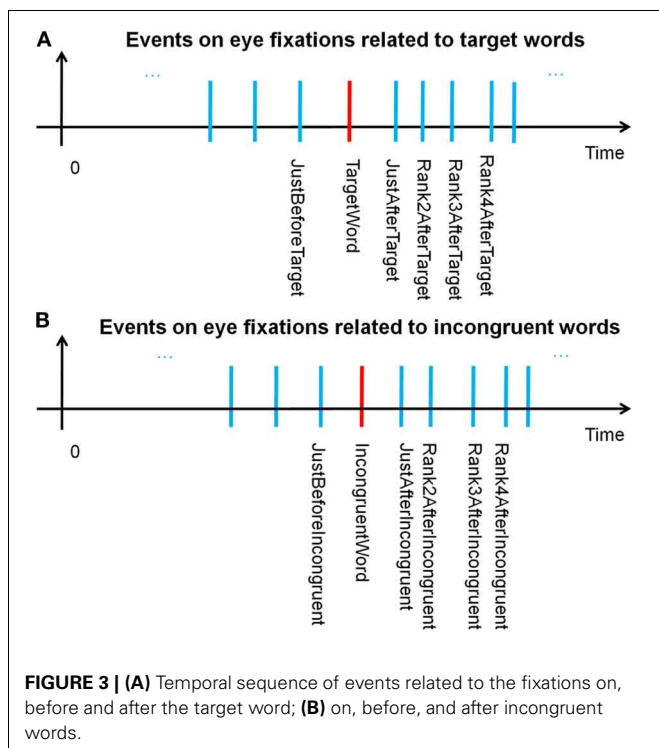 A
Events on eye fixations related to target words
... ...
0
Time
JustBeforeTarget
TargetWord
JustAfterTarget
Rank2AfterTarget
Rank3AfterTarget
Rank4AfterTarget
B
Events on eye fixations related to incongruent words
... ...
0
Time
JustBeforeIncongruent
IncongruentWord
JustAfterIncongruent
Rank2AfterIncongruent
Rank3AfterIncongruent
Rank4AfterIncongruent
FIGURE 3 | (A) Temporal sequence of events related to the fixations on,
before and after the target word; (B) on, before, and after incongruent
words.